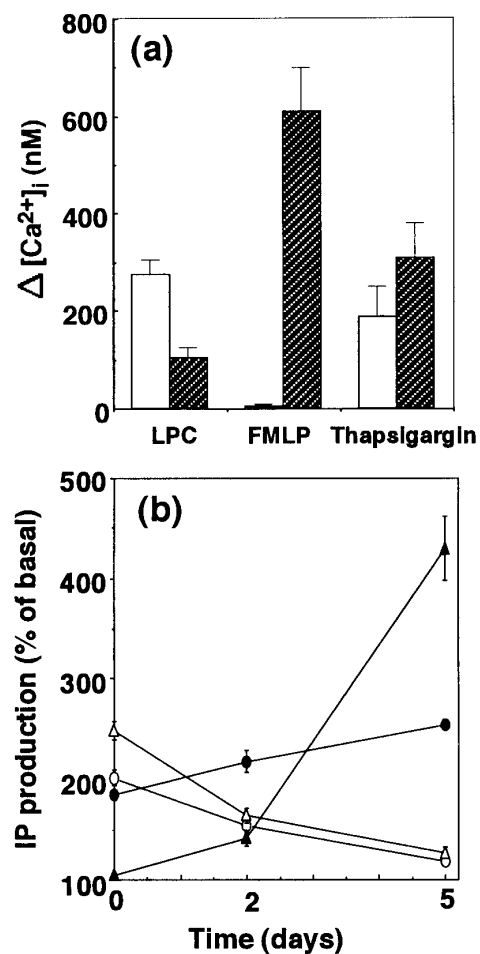 (a)
Δ [Ca²⁺]ᵢ (nM)
800
600
400
200
0
LPC FMLP Thapsigargin
(b)
IP production (% of basal)
500
400
300
200
100
0 2 5
Time (days)